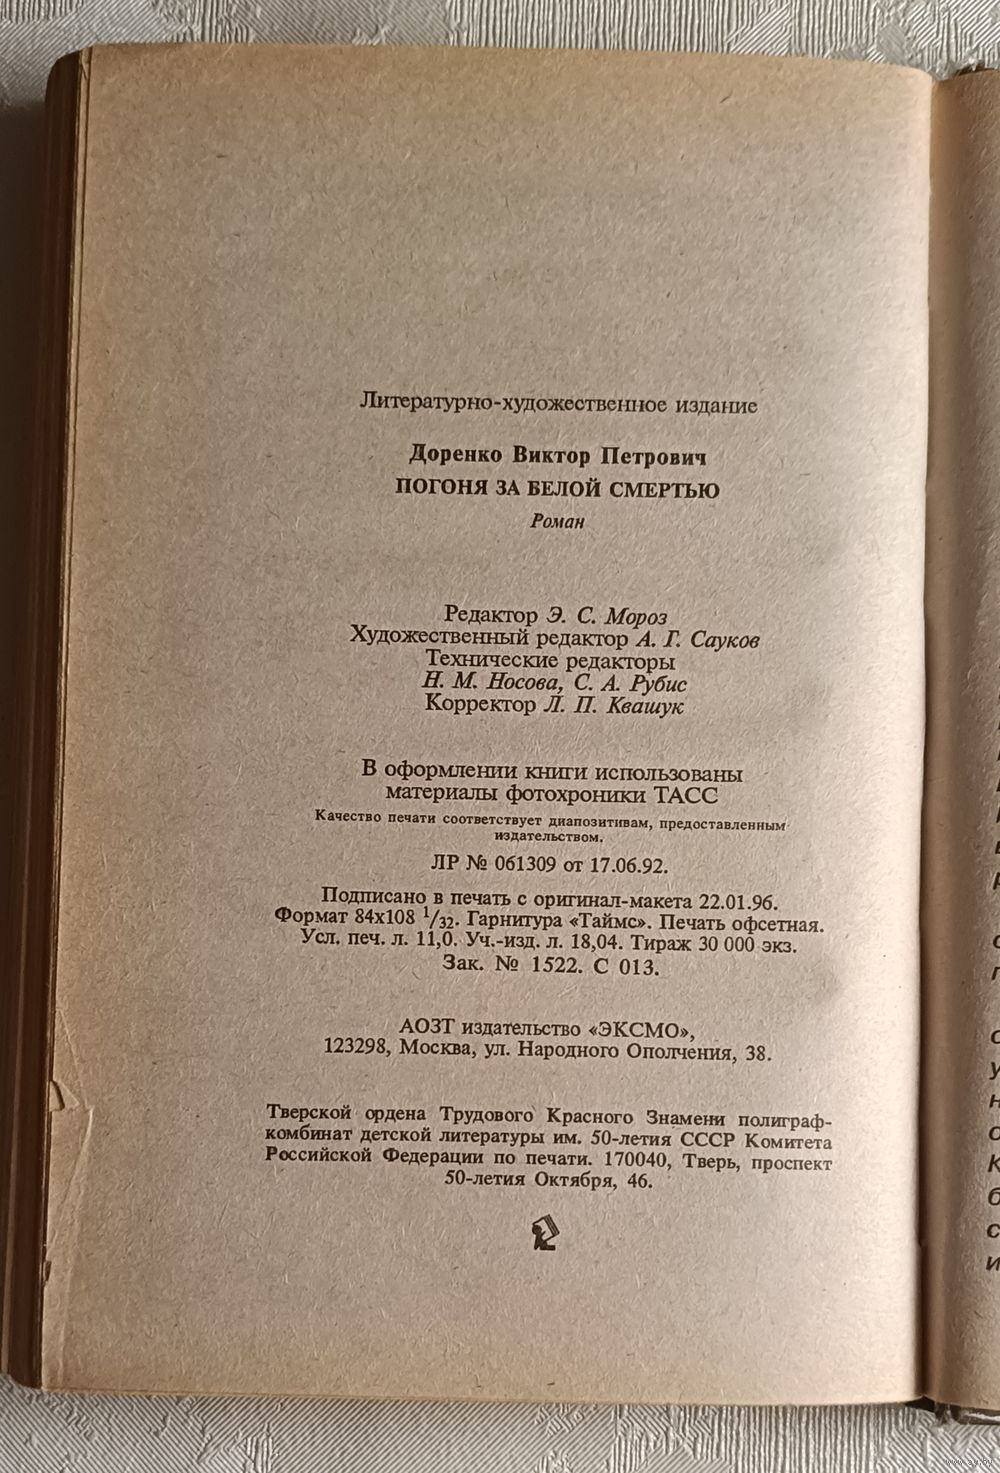 Литературно-художественное издание
Доренко Виктор Петрович
ПОГОНЯ ЗА БЕЛОЙ СМЕРТЬЮ
Роман
Редактор Э. С. Мороз
Художественный редактор А. Г. Сауков
Технические редакторы
Н. М. Носова, С. А. Рубис
Корректор Л. П. Квашук
В оформлении книги использованы
материалы фотохроники ТАСС
Качество печати соответствует диапозитивам, предоставленным
издательством.
ЛР № 061309 от 17.06.92.
Подписано в печать с оригинал-макета 22.01.96.
Формат 84х108 1/32. Гарнитура «Таймс». Печать офсетная.
Усл. печ. л. 11,0. Уч.-изд. л. 18,04. Тираж 30 000 экз.
Зак. № 1522. С 013.
АОЗТ издательство «ЭКСМО»,
123298, Москва, ул. Народного Ополчения, 38.
Тверской ордена Трудового Красного Знамени полиграф-
комбинат детской литературы им. 50-летия СССР Комитета
Российской Федерации по печати. 170040, Тверь, проспект
50-летия Октября, 46.